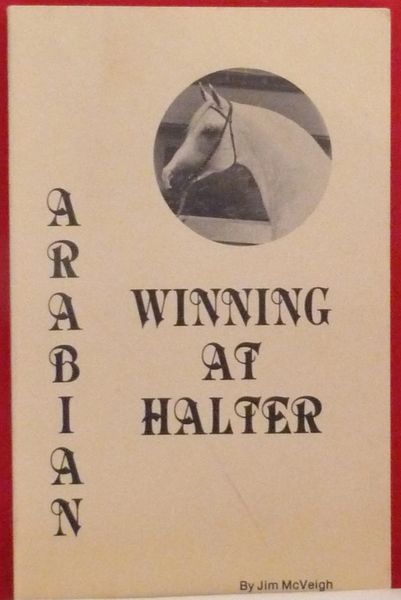 ARABIAN
WINNING
AT
HALTER
By Jim McVeigh